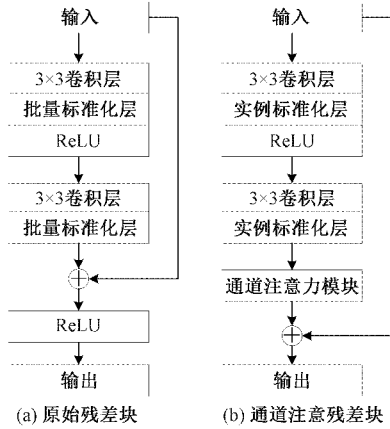 输入
3×3卷积层
批量标准化层
ReLU
3×3卷积层
批量标准化层
ReLU
输出
(a) 原始残差块
输入
3×3卷积层
实例标准化层
ReLU
3×3卷积层
实例标准化层
通道注意力模块
输出
(b) 通道注意残差块